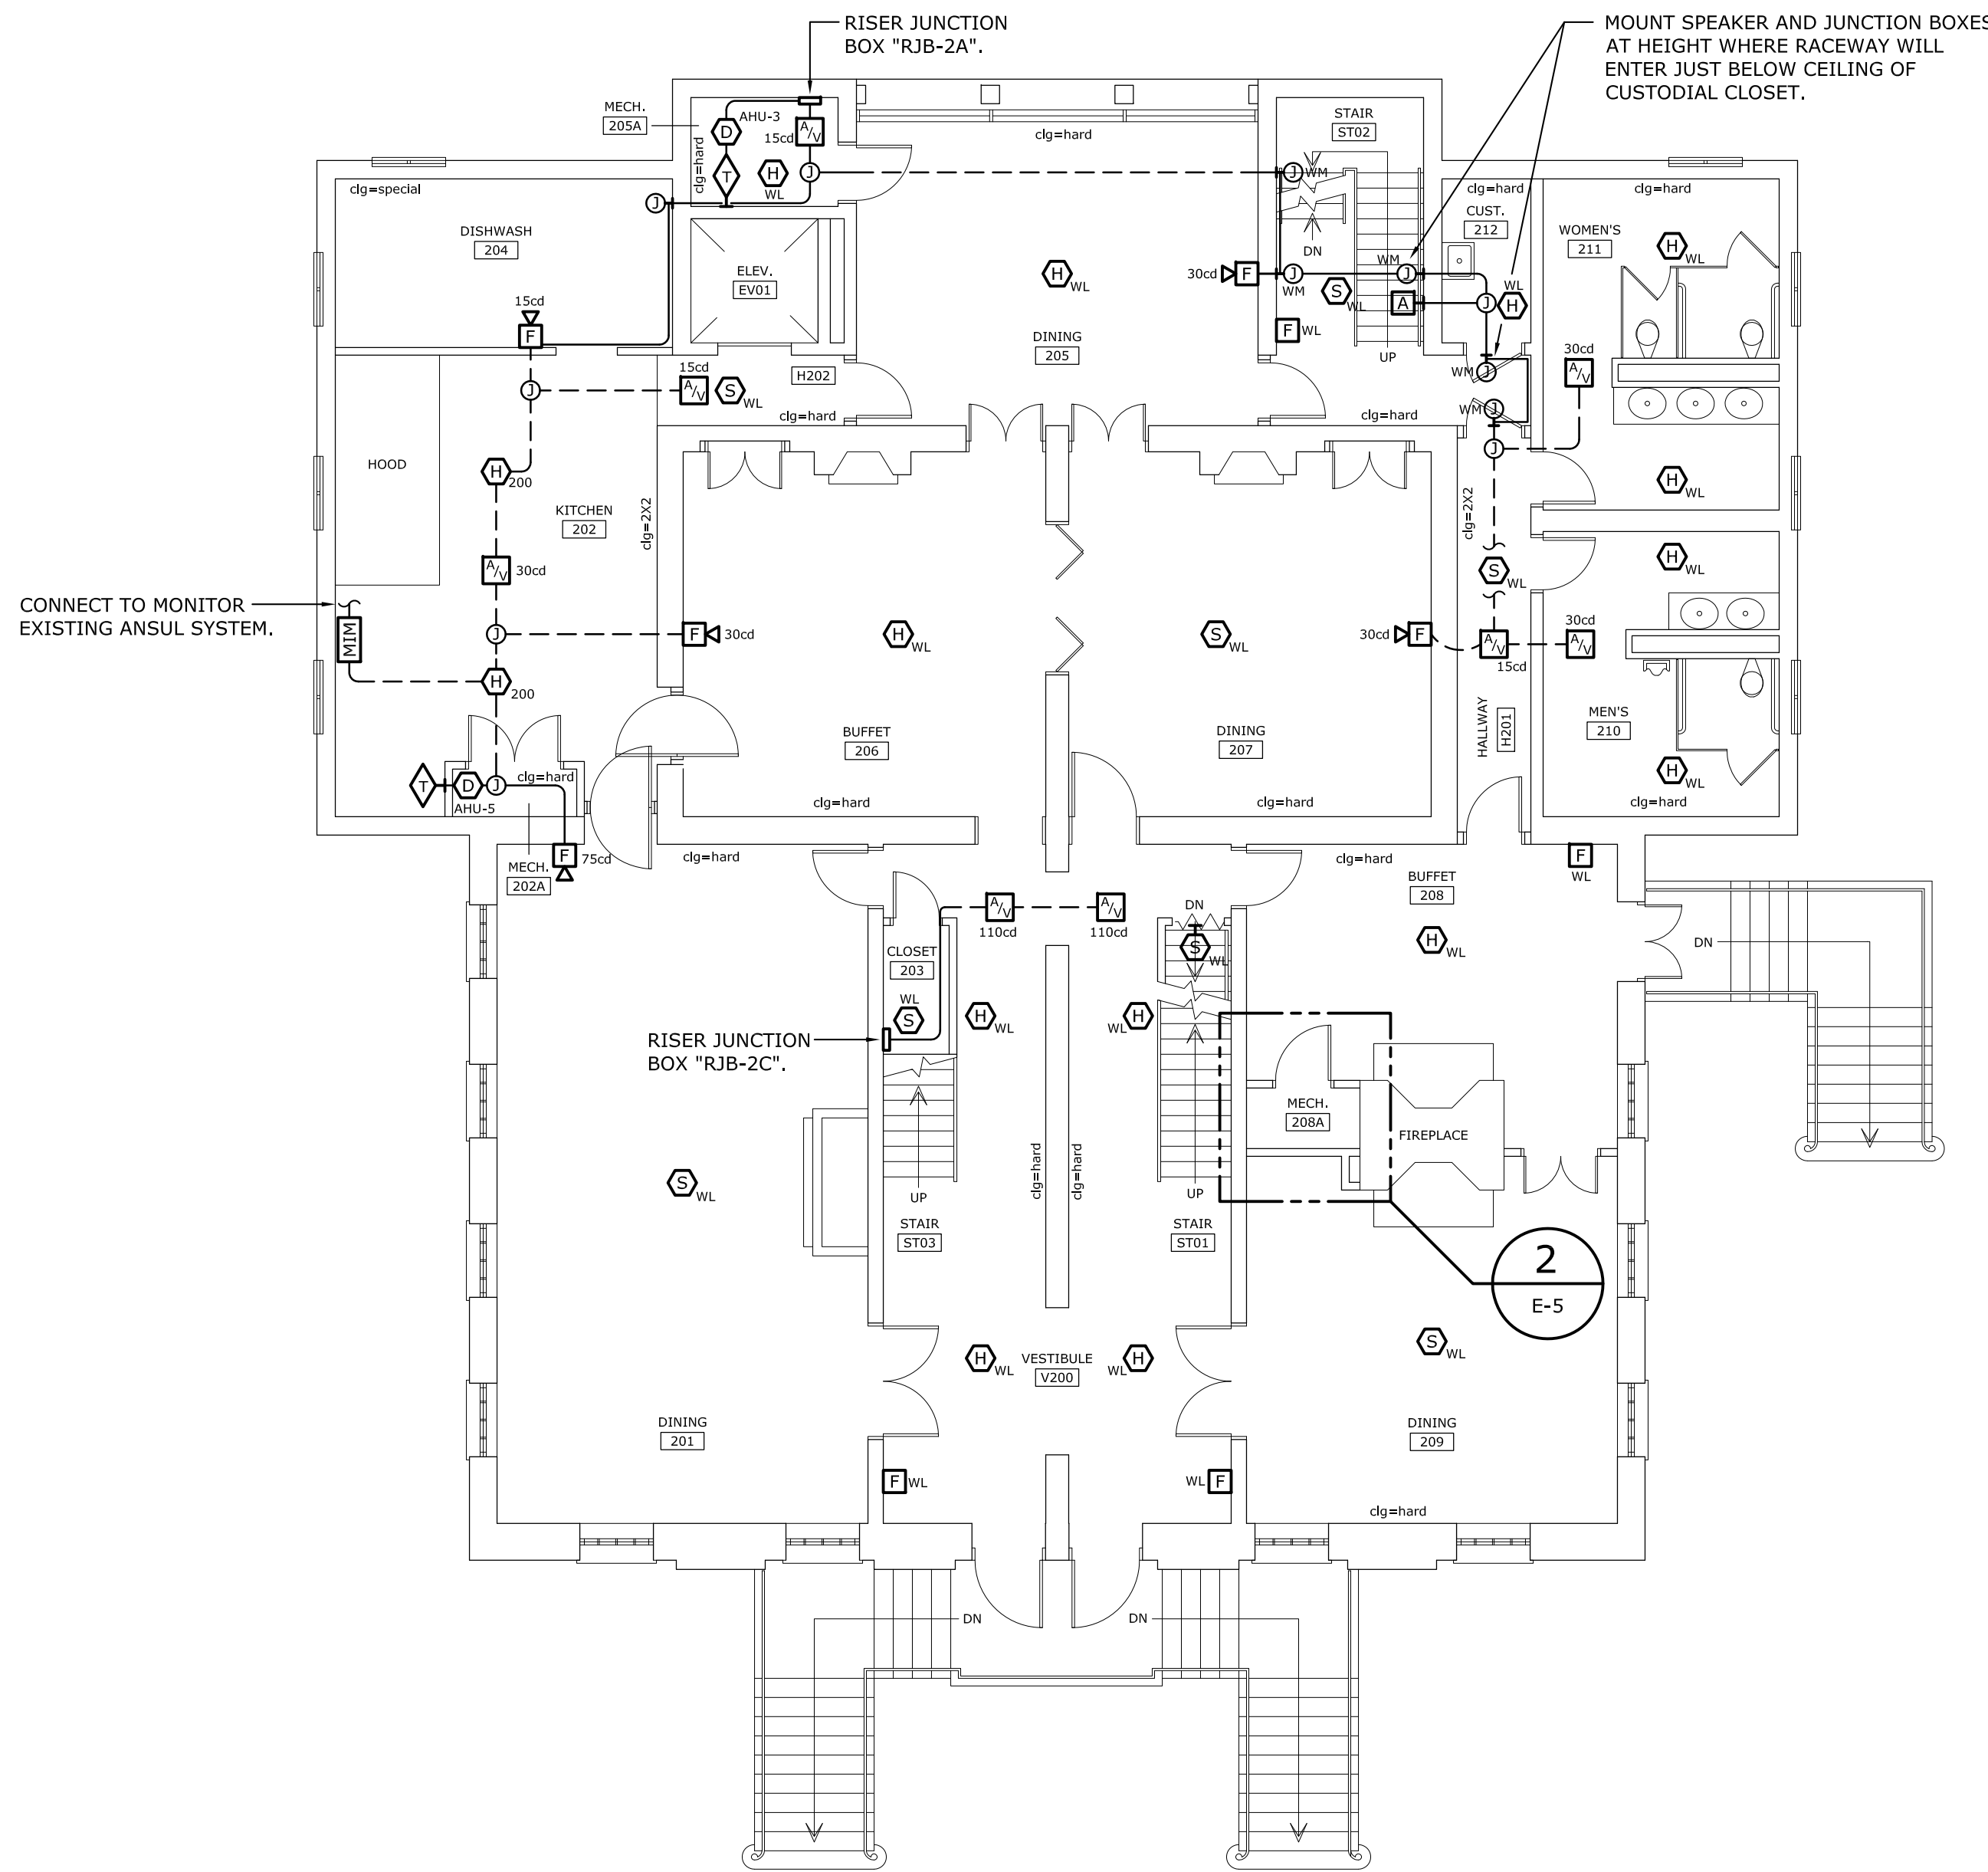 RISER JUNCTION
BOX "RJB-2A".
MOUNT SPEAKER AND JUNCTION BOXES
AT HEIGHT WHERE RACEWAY WILL
ENTER JUST BELOW CEILING OF
CUSTODIAL CLOSET.
MECH.
205A
clg=hard
D
AHU-3
15cd
A/V
T
H
WL
J
clg=hard
STAIR
ST02
J
WM
clg=special
J
DISHWASH
204
ELEV.
EV01
15cd
F
H
WL
DINING
205
30cd
F
J
WM
DN
S
WL
F
WL
WM
J
A
UP
clg=hard
CUST.
212
J
WL
H
WM
J
WM
J
J
clg=hard
WOMEN'S
211
H
WL
30cd
A/V
H
WL
J
15cd
A/V
S
WL
H202
clg=hard
clg=hard
HOOD
H
200
KITCHEN
202
clg=2X2
A/V
30cd
CONNECT TO MONITOR
EXISTING ANSUL SYSTEM.
MIM
J
H
200
F
30cd
H
WL
S
WL
30cd
F
clg=2X2
S
WL
A/V
15cd
30cd
A/V
H
WL
HALLWAY
H201
MEN'S
210
H
WL
clg=hard
BUFFET
206
clg=hard
DINING
207
clg=hard
T
D
J
clg=hard
AHU-5
MECH.
202A
F
75cd
clg=hard
clg=hard
BUFFET
208
F
WL
A/V
110cd
A/V
110cd
DN
S
WL
H
WL
DN
CLOSET
203
WL
S
RISER JUNCTION
BOX "RJB-2C".
H
WL
WL
H
MECH.
208A
FIREPLACE
S
WL
UP
STAIR
ST03
clg=hard
clg=hard
UP
STAIR
ST01
2
E-5
H
WL
VESTIBULE
V200
WL
H
S
WL
DINING
201
DINING
209
F
WL
WL
F
clg=hard
DN
DN